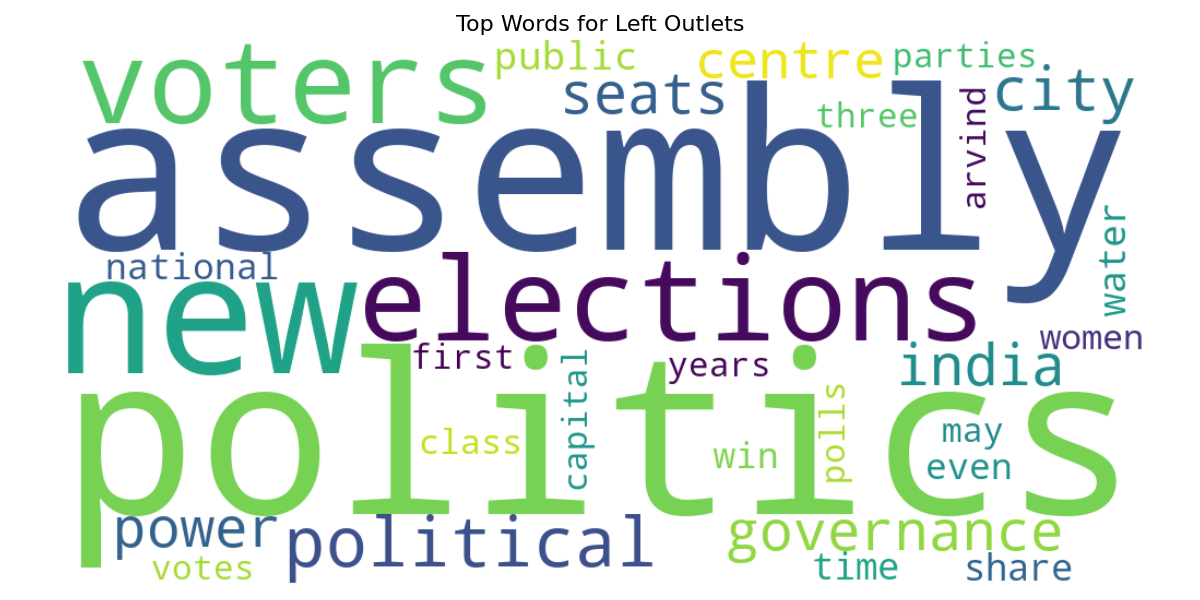 Top Words for Left Outlets
voters
public
centre
parties
seats
city
three
arvind
assembly
water
national
new
elections
women
first
years
india
capital
polls
politics
class
win
may
even
power
political
governance
votes
time
share